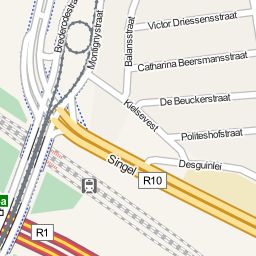 Victor Driessensstraat
Brederodestraat
Montignystraat
Balansstraat
Catharina Beersmansstraat
De Beuckerstraat
Kielsevest
Politeshofstraat
Desguinlei
Singel
R10
R1